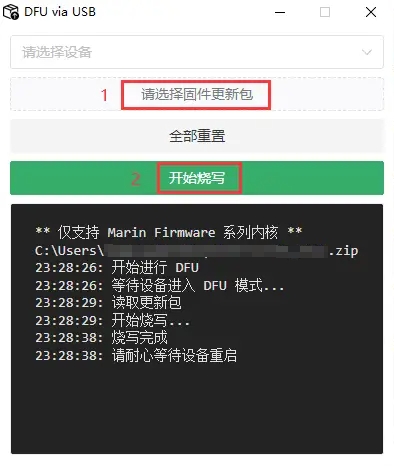 DFU via USB
请选择设备
1 请选择固件更新包
全部重置
2 开始烧写
** 仅支持 Marin Firmware 系列内核 **
C:\Users\ .zip
23:28:26: 开始进行 DFU
23:28:26: 等待设备进入 DFU 模式...
23:28:29: 读取更新包
23:28:29: 开始烧写...
23:28:38: 烧写完成
23:28:38: 请耐心等待设备重启